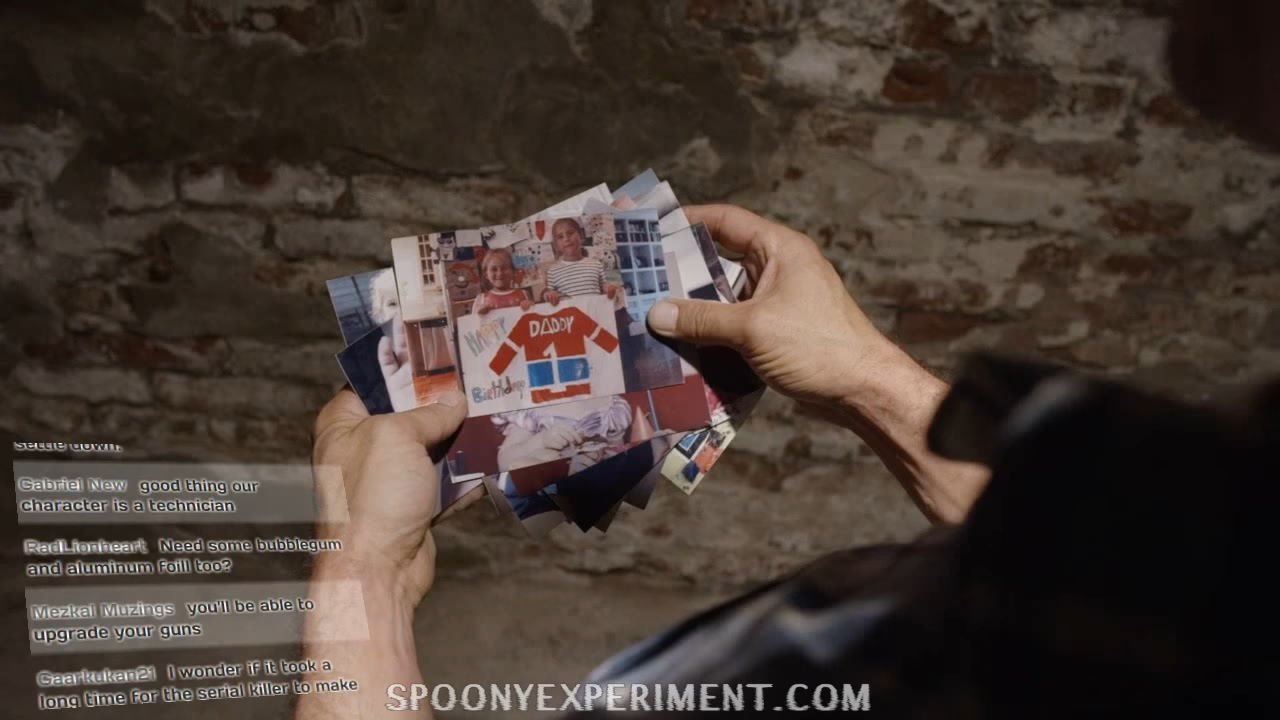 HAPPY
DADDY
1
Birthday
settle down.
Gabriel New good thing our
character is a technician
RadLionheart Need some bubblegum
and aluminum foill too?
Mezkal Muzings you'll be able to
upgrade your guns
Gaarkukan21 I wonder if it took a
long time for the serial killer to make
SPOONYEXPERIMENT.COM